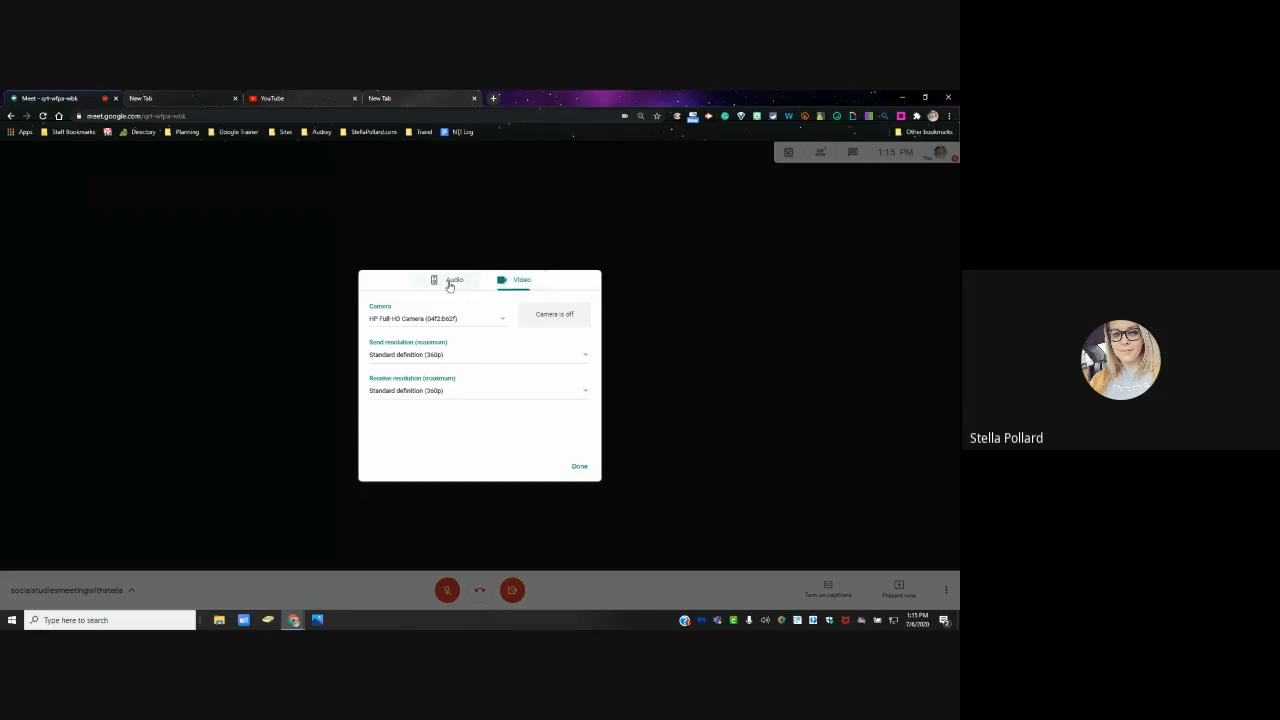 Meet - qrt-wfpa-wbk
New Tab
YouTube
New Tab
meet.google.com/qrt-wfpa-wbk
Apps
Staff Bookmarks
Directory
Planning
Google Trainer
Sites
Audrey
StellaPollard.com
Travel
Other bookmarks
1:15 PM
Audio
Video
Camera
HP Full-HD Camera (04f2:b62f)
Camera is off
Send resolution (maximum)
Standard definition (360p)
Receive resolution (maximum)
Standard definition (360p)
Done
Stella Pollard
socialstudiesmeetingwithstella
Turn on captions
Present now
Type here to search
1:15 PM
7/6/2020